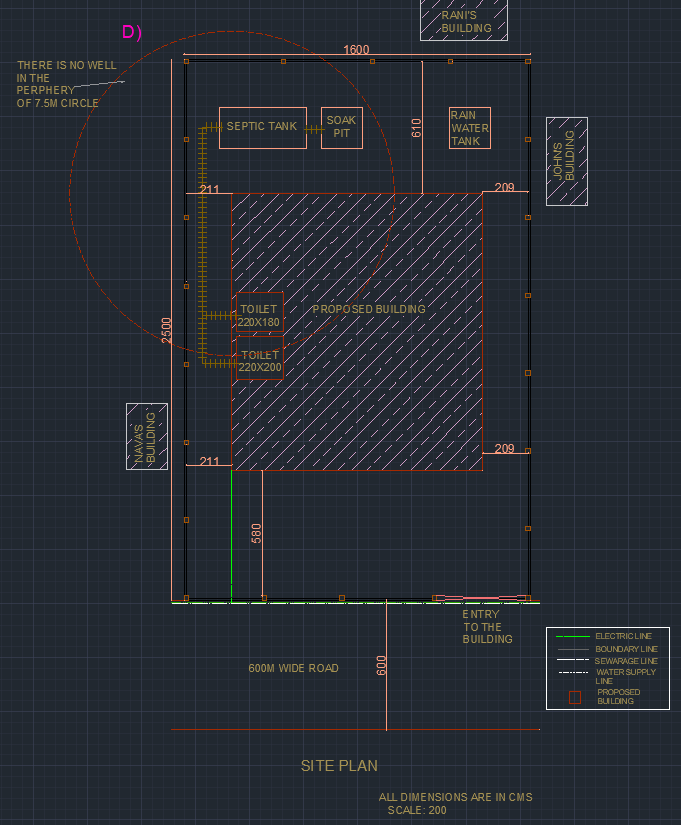 RANI'S
BUILDING
D)
1600
THERE IS NO WELL
IN THE
PERPHERY
OF 7.5M CIRCLE
SEPTIC TANK
SOAK
PIT
610
RAIN
WATER
TANK
JOHN'S
BUILDING
211
209
2500
TOILET
220X180
PROPOSED BUILDING
TOILET
220X200
NAVA'S
BUILDING
211
209
580
ENTRY
TO THE
BUILDING
600M WIDE ROAD
600
ELECTRIC LINE
BOUNDARY LINE
SEWARAGE LINE
WATER SUPPLY
LINE
PROPOSED
BUILDING
SITE PLAN
ALL DIMENSIONS ARE IN CMS
SCALE: 200